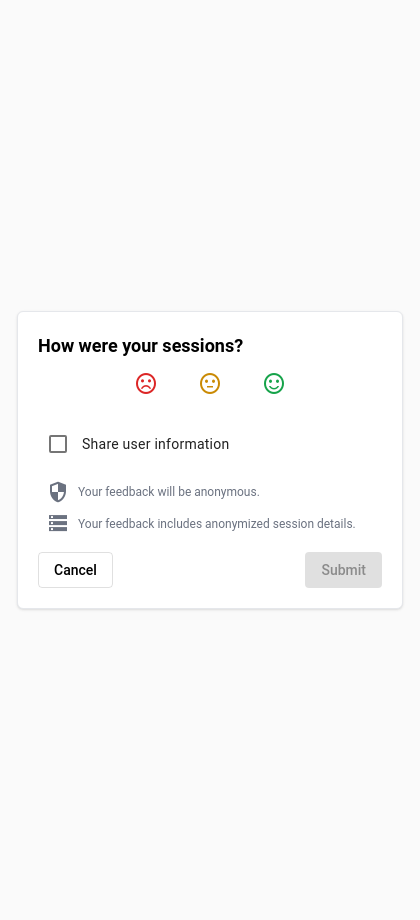 How were your sessions?
Share user information
Your feedback will be anonymous.
Your feedback includes anonymized session details.
Cancel
Submit